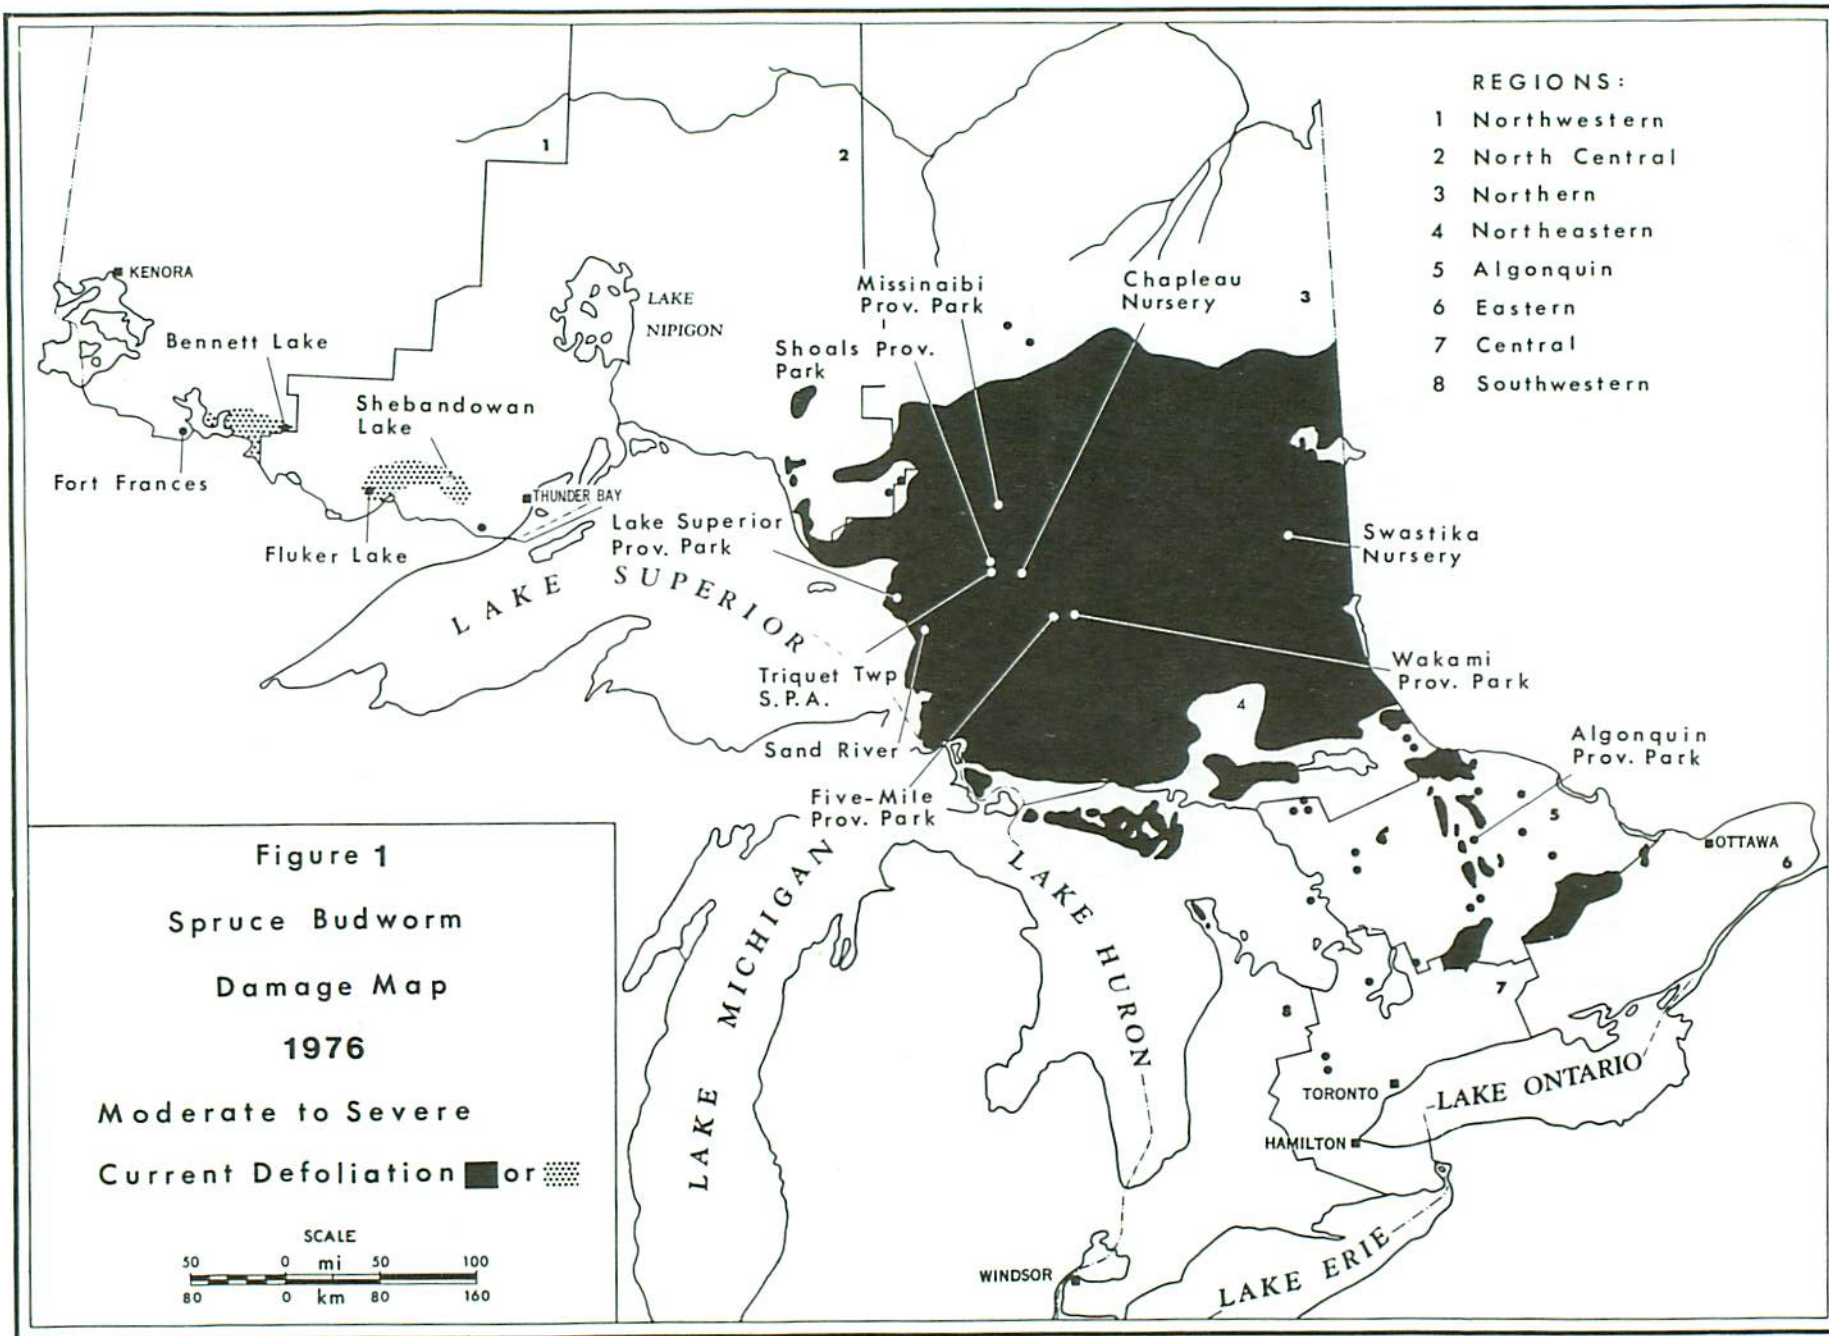 REGIONS:
1 Northwestern
2 North Central
3 Northern
4 Northeastern
5 Algonquin
6 Eastern
7 Central
8 Southwestern
1
2
3
KENORA
Bennett Lake
LAKE
NIPIGON
Missinaibi
Prov. Park
Chapleau
Nursery
Shoals Prov.
Park
Shebandowan
Lake
Fort Frances
THUNDER BAY
Fluker Lake
Lake Superior
Prov. Park
Swastika
Nursery
LAKE SUPERIOR
Triquet Twp
S.P.A.
Wakami
Prov. Park
4
Sand River
Algonquin
Prov. Park
Five-Mile
Prov. Park
5
OTTAWA
6
LAKE MICHIGAN
LAKE HURON
7
8
TORONTO
LAKE ONTARIO
HAMILTON
WINDSOR
LAKE ERIE
Figure 1
Spruce Budworm
Damage Map
1976
Moderate to Severe
Current Defoliation or
SCALE
50 0 mi 50 100
80 0 km 80 160